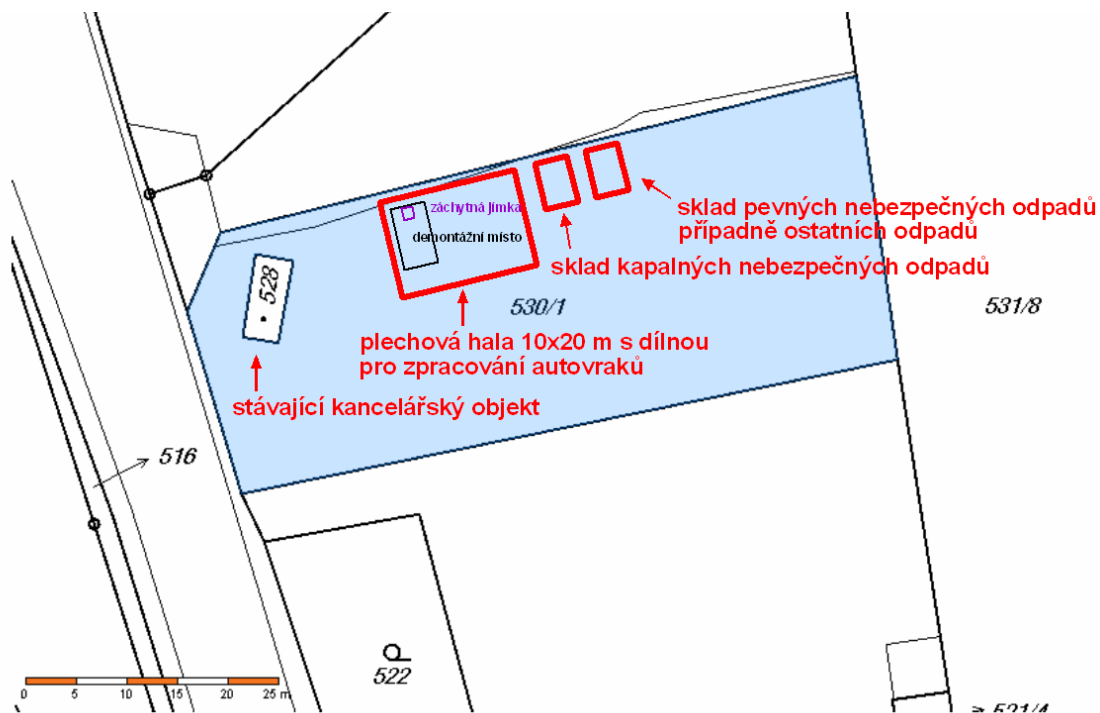 záchytná jímka
demontážní místo
sklad pevných nebezpečných odpadů
případně ostatních odpadů
sklad kapalných nebezpečných odpadů
528
530/1
531/8
plechová hala 10x20 m s dílnou
pro zpracování autovraků
stávající kancelářský objekt
516
522
0 5 10 15 20 25 m
521/4